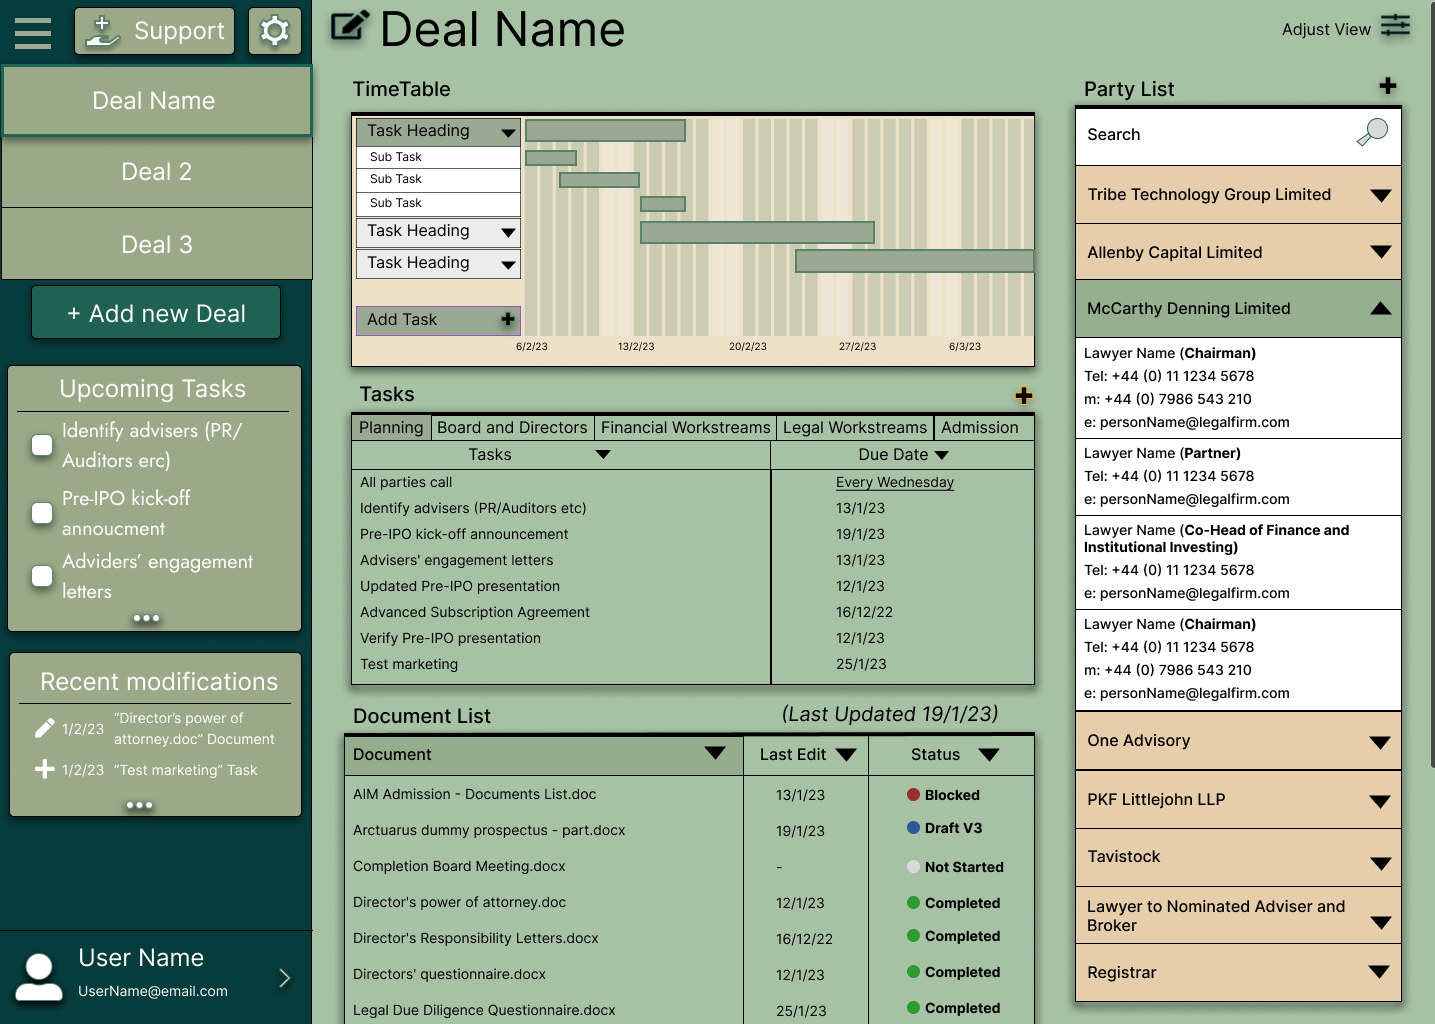 Support
Deal Name
Deal 2
Deal 3
+ Add new Deal
Upcoming Tasks
Identify advisers (PR/
Auditors erc)
Pre-IPO kick-off
annoucment
Adviders’ engagement
letters
Recent modifications
1/2/23 “Director’s power of
attorney.doc” Document
1/2/23 “Test marketing” Task
User Name
UserName@email.com
Deal Name
Adjust View
TimeTable
Task Heading
Sub Task
Sub Task
Sub Task
Task Heading
Task Heading
Add Task
6/2/23 13/2/23 20/2/23 27/2/23 6/3/23
Tasks
Planning Board and Directors Financial Workstreams Legal Workstreams Admission
Tasks Due Date
All parties call Every Wednesday
Identify advisers (PR/Auditors etc) 13/1/23
Pre-IPO kick-off announcement 19/1/23
Advisers' engagement letters 13/1/23
Updated Pre-IPO presentation 12/1/23
Advanced Subscription Agreement 16/12/22
Verify Pre-IPO presentation 12/1/23
Test marketing 25/1/23
Document List (Last Updated 19/1/23)
Document Last Edit Status
AIM Admission - Documents List.doc 13/1/23 Blocked
Arctuarus dummy prospectus - part.docx 19/1/23 Draft V3
Completion Board Meeting.docx - Not Started
Director's power of attorney.doc 12/1/23 Completed
Director's Responsibility Letters.docx 16/12/22 Completed
Directors' questionnaire.docx 12/1/23 Completed
Legal Due Diligence Questionnaire.docx 25/1/23 Completed
Party List
Search
Tribe Technology Group Limited
Allenby Capital Limited
McCarthy Denning Limited
Lawyer Name (Chairman)
Tel: +44 (0) 11 1234 5678
m: +44 (0) 7986 543 210
e: personName@legalfirm.com
Lawyer Name (Partner)
Tel: +44 (0) 11 1234 5678
e: personName@legalfirm.com
Lawyer Name (Co-Head of Finance and
Institutional Investing)
Tel: +44 (0) 11 1234 5678
e: personName@legalfirm.com
Lawyer Name (Chairman)
Tel: +44 (0) 11 1234 5678
m: +44 (0) 7986 543 210
e: personName@legalfirm.com
One Advisory
PKF Littlejohn LLP
Tavistock
Lawyer to Nominated Adviser and
Broker
Registrar